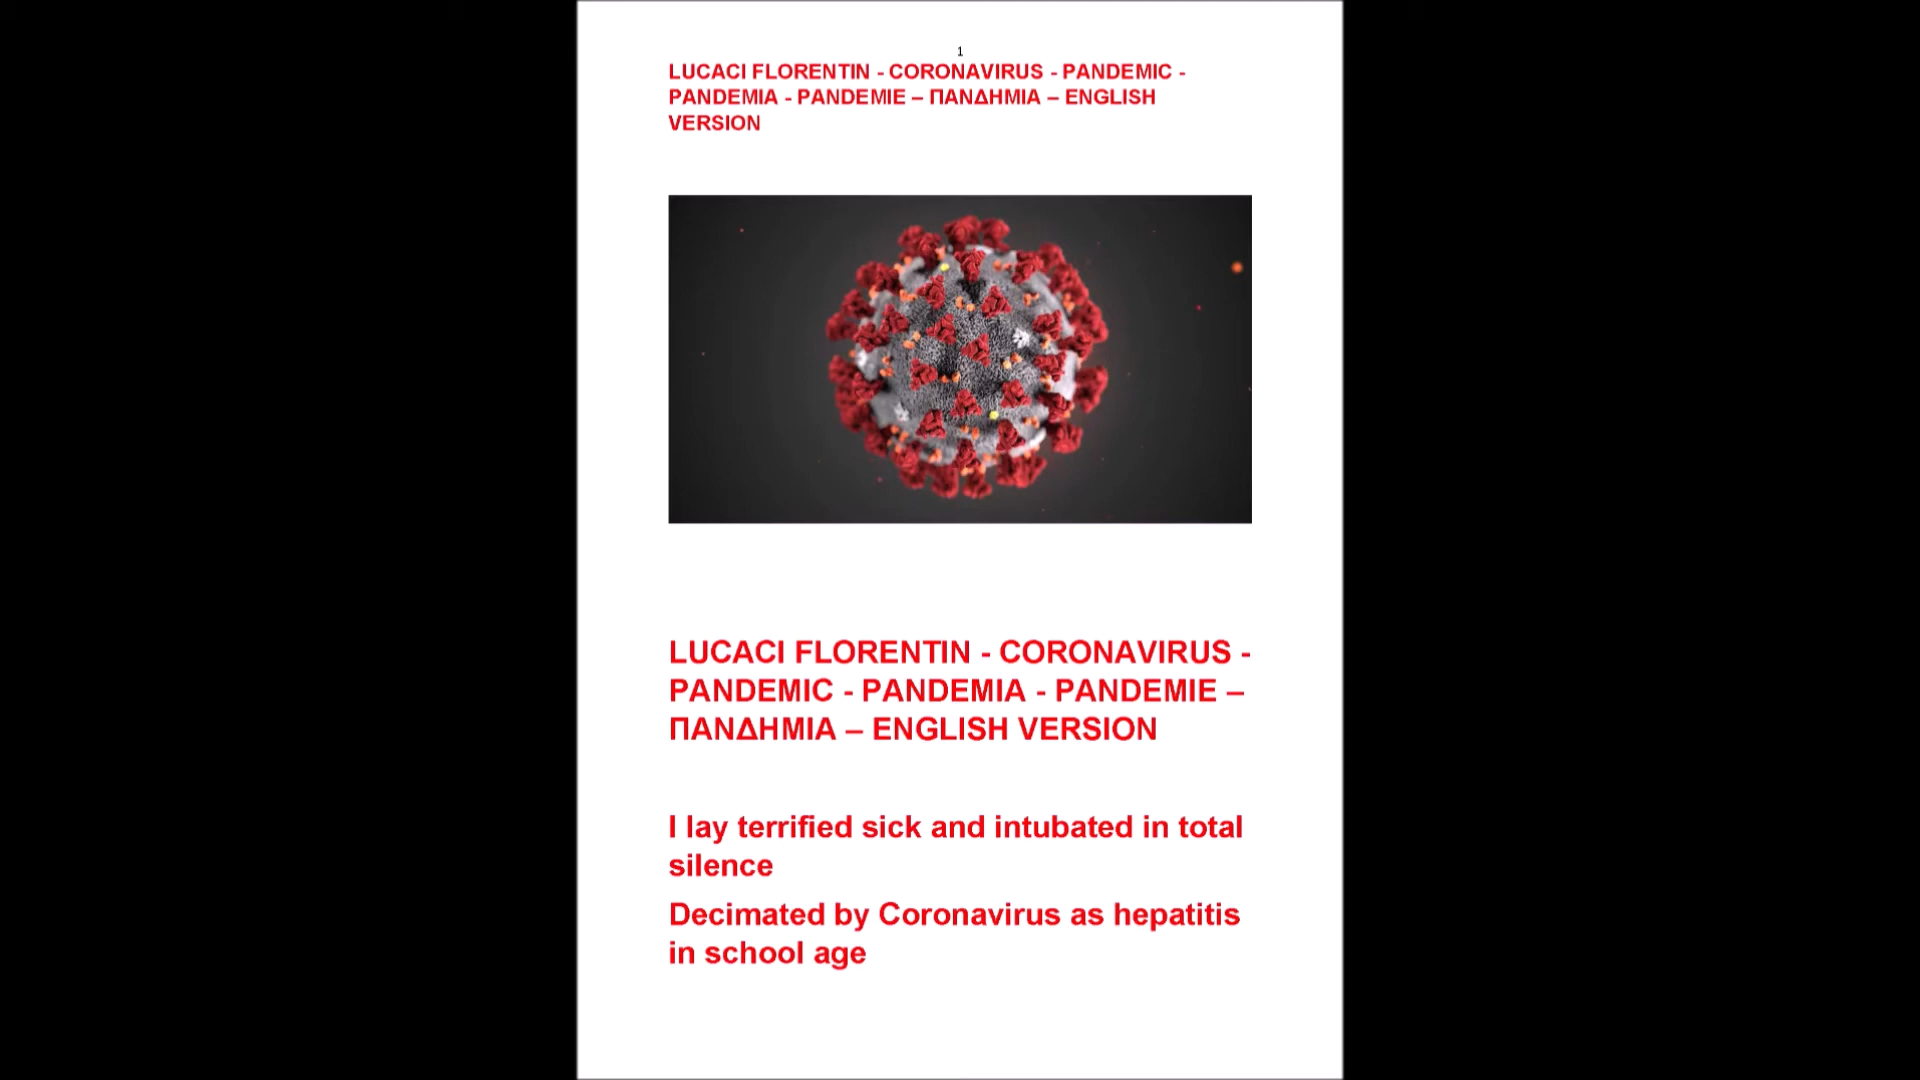 1
LUCACI FLORENTIN - CORONAVIRUS - PANDEMIC -
PANDEMIA - PANDEMIE – ΠΑΝΔΗΜΙΑ – ENGLISH
VERSION
LUCACI FLORENTIN - CORONAVIRUS -
PANDEMIC - PANDEMIA - PANDEMIE –
ΠΑΝΔΗΜΙΑ – ENGLISH VERSION
I lay terrified sick and intubated in total
silence
Decimated by Coronavirus as hepatitis
in school age